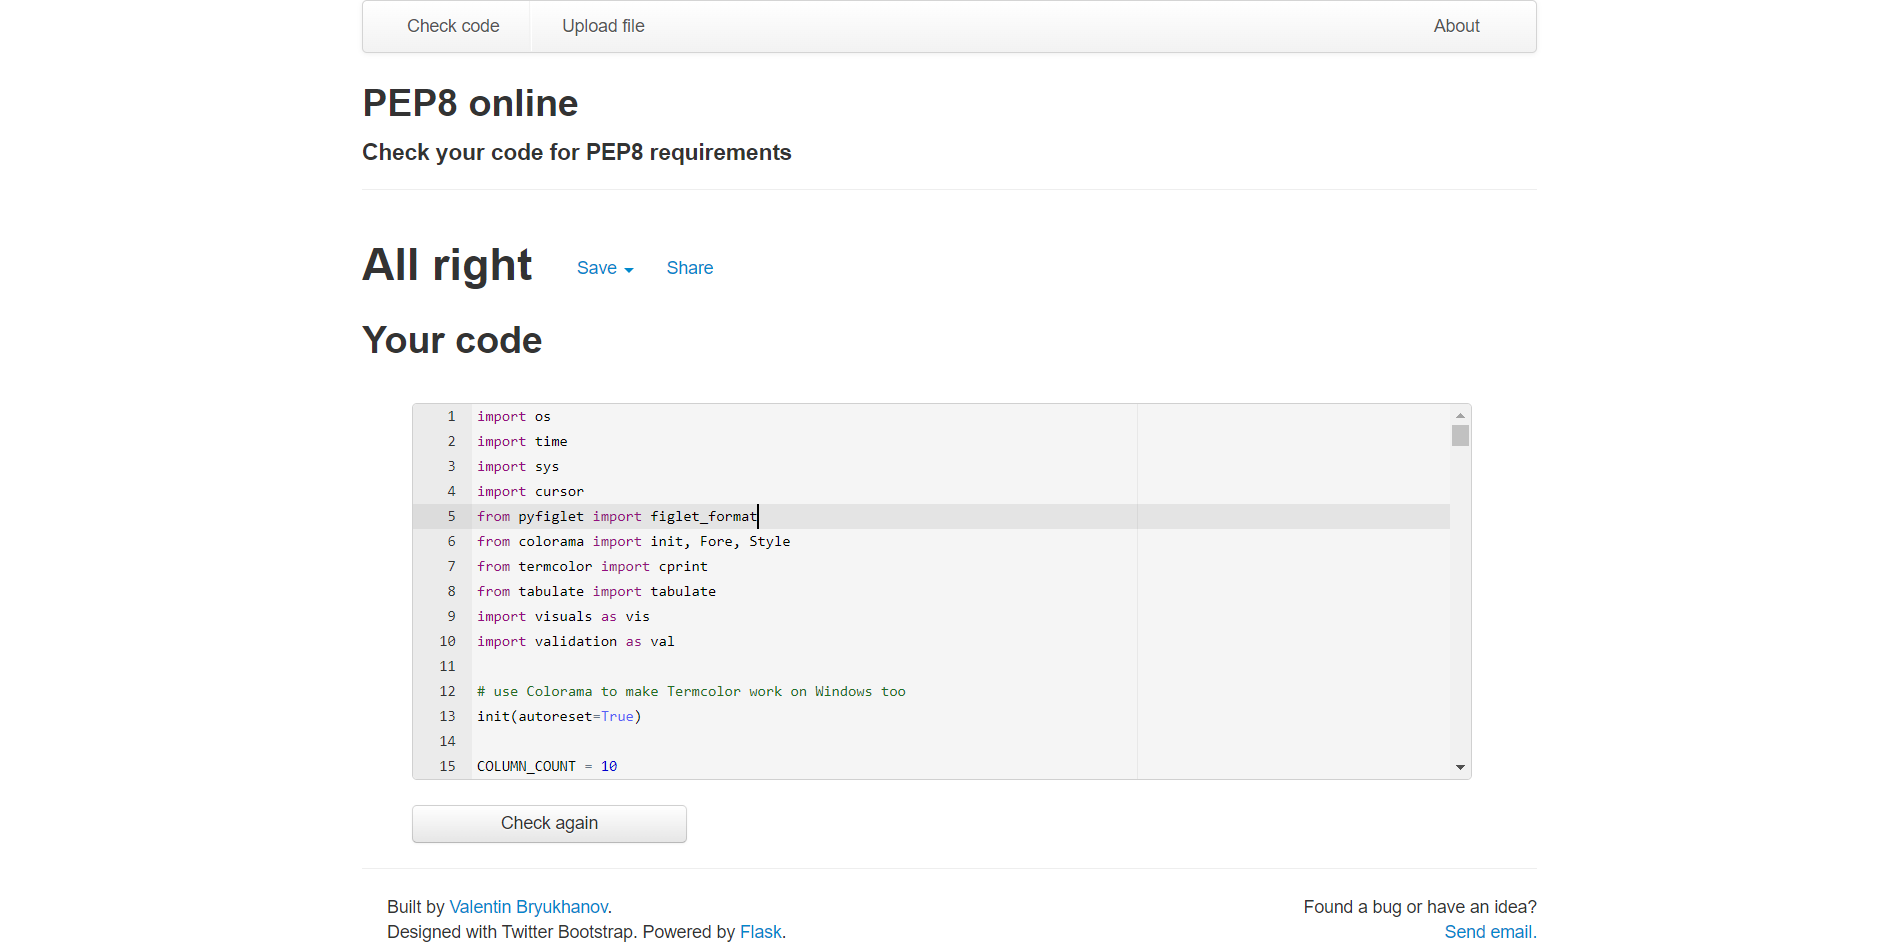 Check code Upload file About
PEP8 online
Check your code for PEP8 requirements
All right Save Share
Your code
1 import os
2 import time
3 import sys
4 import cursor
5 from pyfiglet import figlet_format
6 from colorama import init, Fore, Style
7 from termcolor import cprint
8 from tabulate import tabulate
9 import visuals as vis
10 import validation as val
11
12 # use Colorama to make Termcolor work on Windows too
13 init(autoreset=True)
14
15 COLUMN_COUNT = 10
Check again
Built by Valentin Bryukhanov. Found a bug or have an idea?
Designed with Twitter Bootstrap. Powered by Flask. Send email.